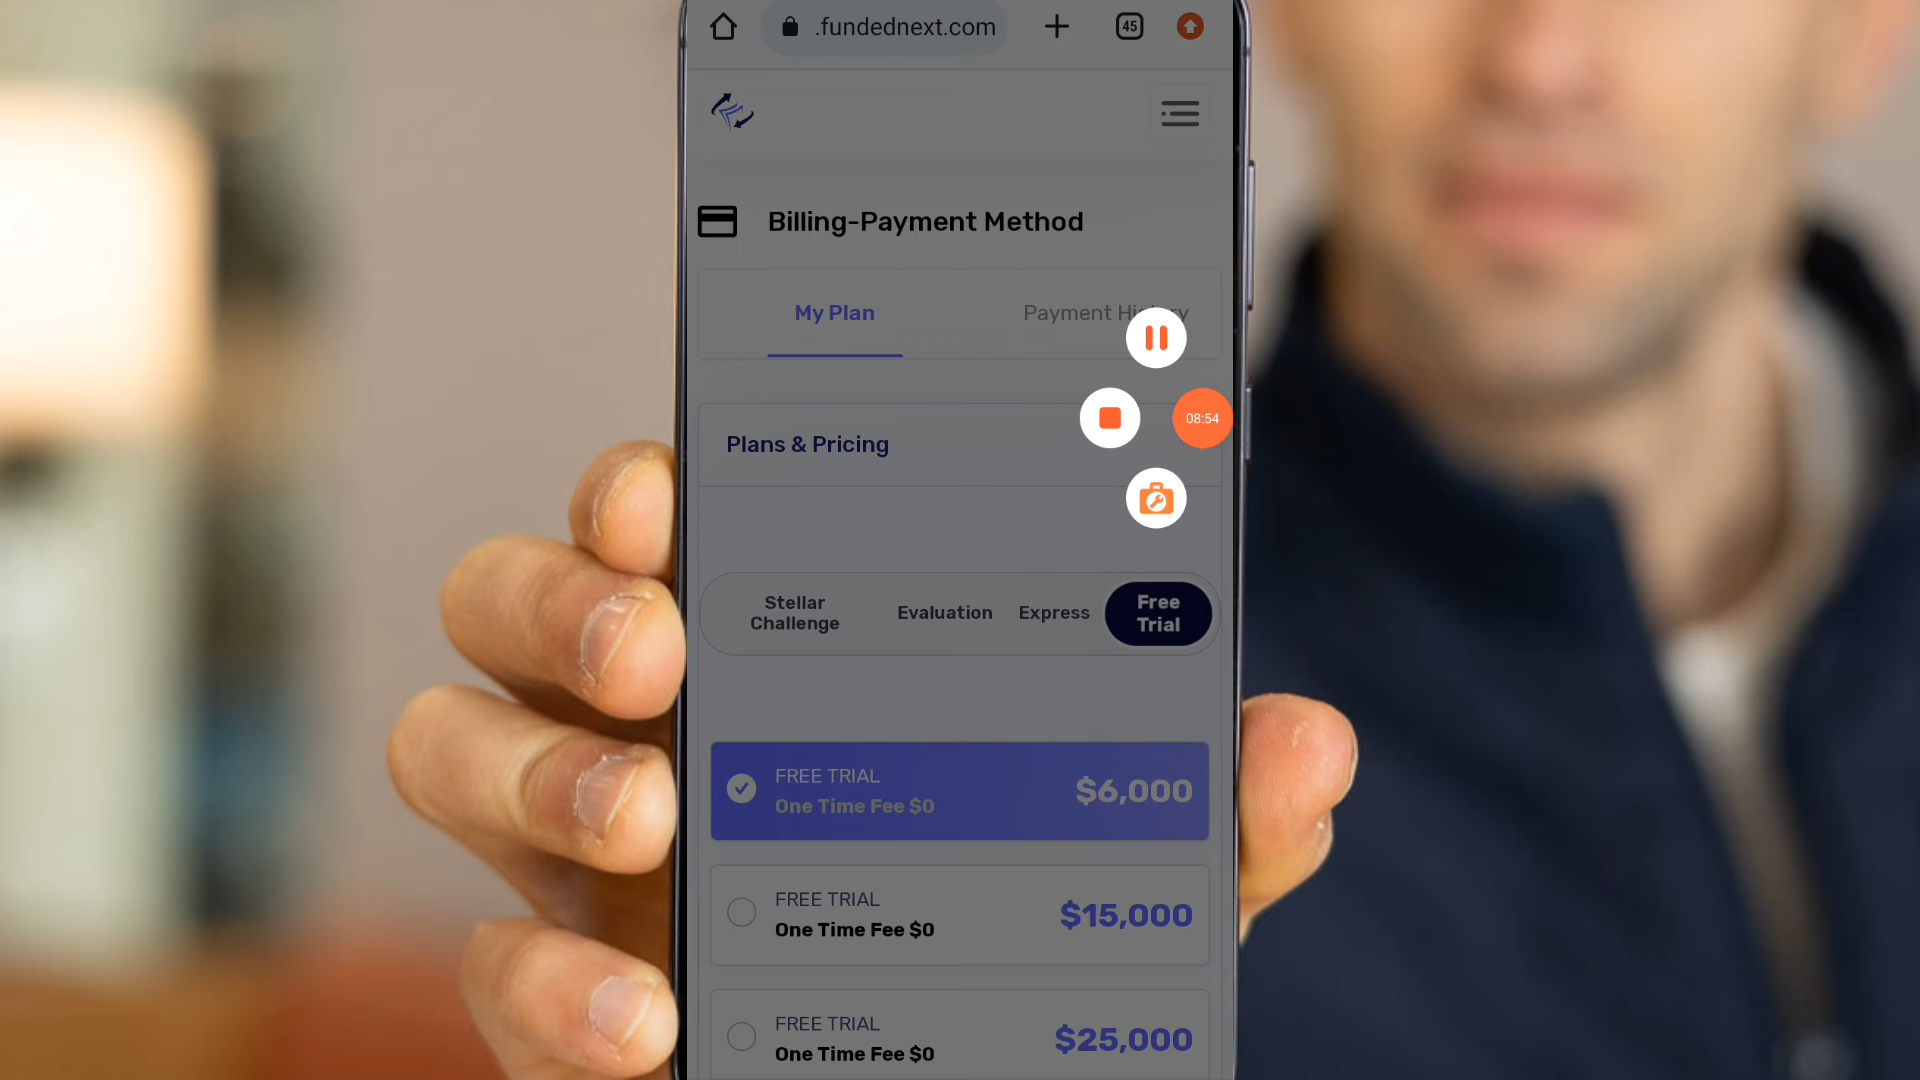 .fundednext.com
45
Billing-Payment Method
My Plan
Payment History
08:54
Plans & Pricing
Stellar
Challenge
Evaluation
Express
Free
Trial
FREE TRIAL
One Time Fee $0
$6,000
FREE TRIAL
One Time Fee $0
$15,000
FREE TRIAL
One Time Fee $0
$25,000